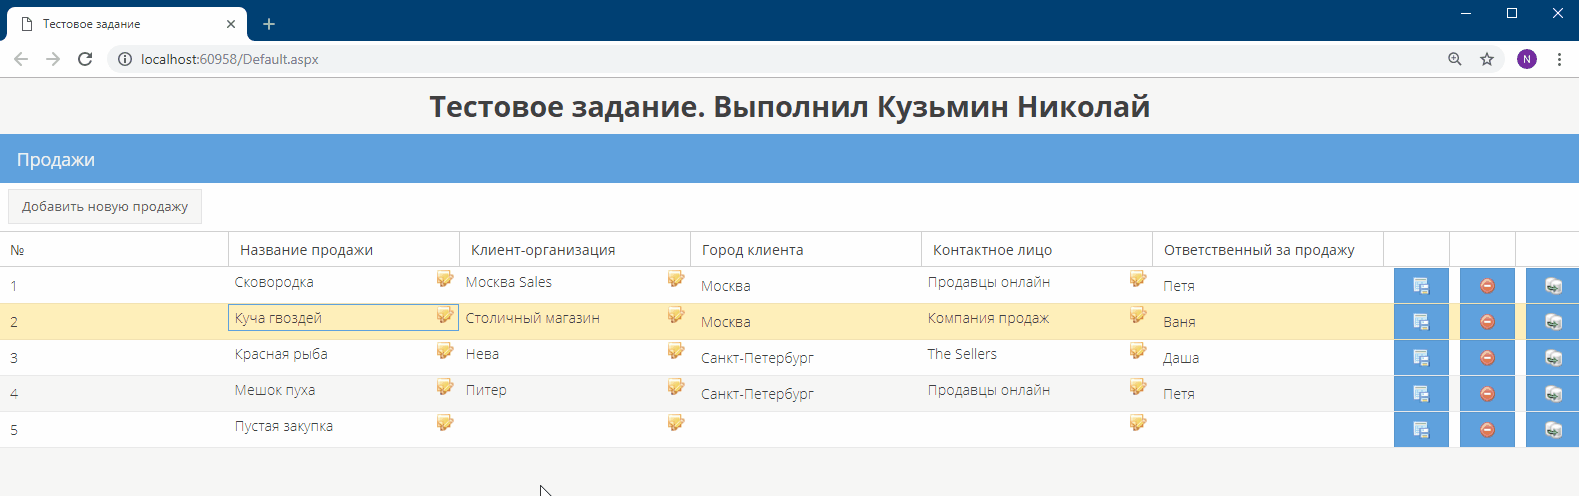 Тестовое задание
localhost:60958/Default.aspx
N
Тестовое задание. Выполнил Кузьмин Николай
Продажи
Добавить новую продажу
№ Название продажи Клиент-организация Город клиента Контактное лицо Ответственный за продажу
1 Сковородка Москва Sales Москва Продавцы онлайн Петя
2 Куча гвоздей Столичный магазин Москва Компания продаж Ваня
3 Красная рыба Нева Санкт-Петербург The Sellers Даша
4 Мешок пуха Питер Санкт-Петербург Продавцы онлайн Петя
5 Пустая закупка